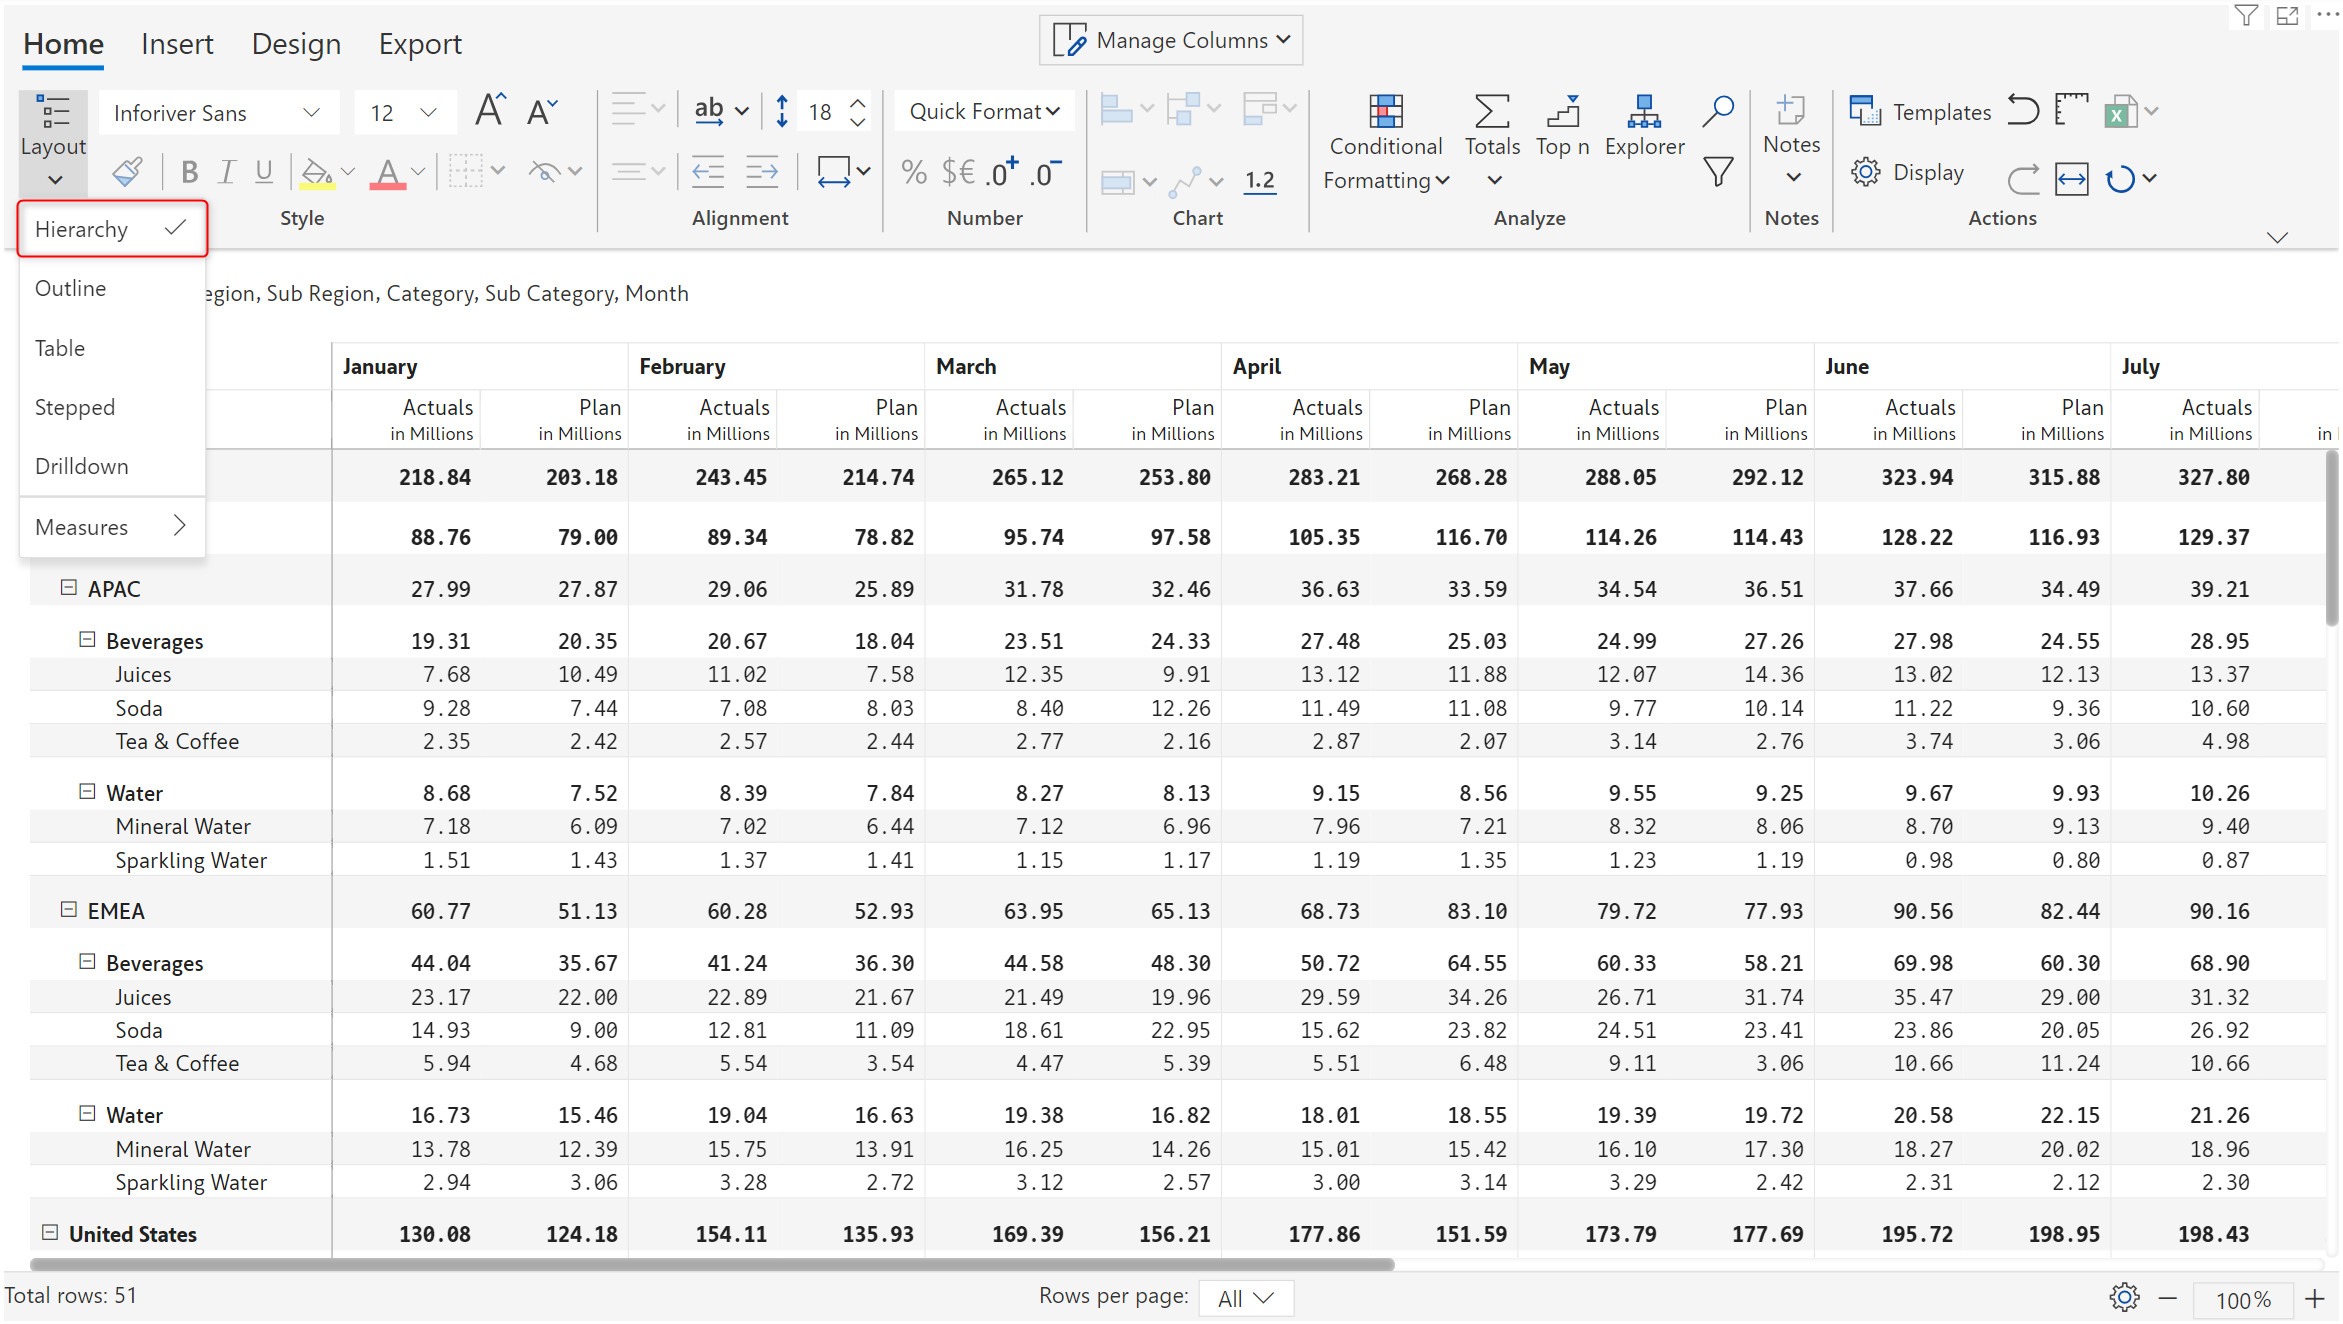 Home Insert Design Export Manage Columns
Inforiver Sans 12 ab 18 Quick Format Templates
Layout Conditional Formatting Totals Top n Explorer Notes
B I U A % $€ .0+ .0- 1.2 Display
Style Alignment Number Chart Analyze Notes Actions
Hierarchy
Outline
egion, Sub Region, Category, Sub Category, Month
Table
Stepped
Drilldown
Measures
January February March April May June July
Actuals Plan Actuals Plan Actuals Plan Actuals Plan Actuals Plan Actuals Plan Actuals
in Millions in Millions in Millions in Millions in Millions in Millions in Millions in Millions in Millions in Millions in Millions in Millions in Millions in
218.84 203.18 243.45 214.74 265.12 253.80 283.21 268.28 288.05 292.12 323.94 315.88 327.80
88.76 79.00 89.34 78.82 95.74 97.58 105.35 116.70 114.26 114.43 128.22 116.93 129.37
APAC 27.99 27.87 29.06 25.89 31.78 32.46 36.63 33.59 34.54 36.51 37.66 34.49 39.21
Beverages 19.31 20.35 20.67 18.04 23.51 24.33 27.48 25.03 24.99 27.26 27.98 24.55 28.95
Juices 7.68 10.49 11.02 7.58 12.35 9.91 13.12 11.88 12.07 14.36 13.02 12.13 13.37
Soda 9.28 7.44 7.08 8.03 8.40 12.26 11.49 11.08 9.77 10.14 11.22 9.36 10.60
Tea & Coffee 2.35 2.42 2.57 2.44 2.77 2.16 2.87 2.07 3.14 2.76 3.74 3.06 4.98
Water 8.68 7.52 8.39 7.84 8.27 8.13 9.15 8.56 9.55 9.25 9.67 9.93 10.26
Mineral Water 7.18 6.09 7.02 6.44 7.12 6.96 7.96 7.21 8.32 8.06 8.70 9.13 9.40
Sparkling Water 1.51 1.43 1.37 1.41 1.15 1.17 1.19 1.35 1.23 1.19 0.98 0.80 0.87
EMEA 60.77 51.13 60.28 52.93 63.95 65.13 68.73 83.10 79.72 77.93 90.56 82.44 90.16
Beverages 44.04 35.67 41.24 36.30 44.58 48.30 50.72 64.55 60.33 58.21 69.98 60.30 68.90
Juices 23.17 22.00 22.89 21.67 21.49 19.96 29.59 34.26 26.71 31.74 35.47 29.00 31.32
Soda 14.93 9.00 12.81 11.09 18.61 22.95 15.62 23.82 24.51 23.41 23.86 20.05 26.92
Tea & Coffee 5.94 4.68 5.54 3.54 4.47 5.39 5.51 6.48 9.11 3.06 10.66 11.24 10.66
Water 16.73 15.46 19.04 16.63 19.38 16.82 18.01 18.55 19.39 19.72 20.58 22.15 21.26
Mineral Water 13.78 12.39 15.75 13.91 16.25 14.26 15.01 15.42 16.10 17.30 18.27 20.02 18.96
Sparkling Water 2.94 3.06 3.28 2.72 3.12 2.57 3.00 3.14 3.29 2.42 2.31 2.12 2.30
United States 130.08 124.18 154.11 135.93 169.39 156.21 177.86 151.59 173.79 177.69 195.72 198.95 198.43
Total rows: 51 Rows per page: All 100%